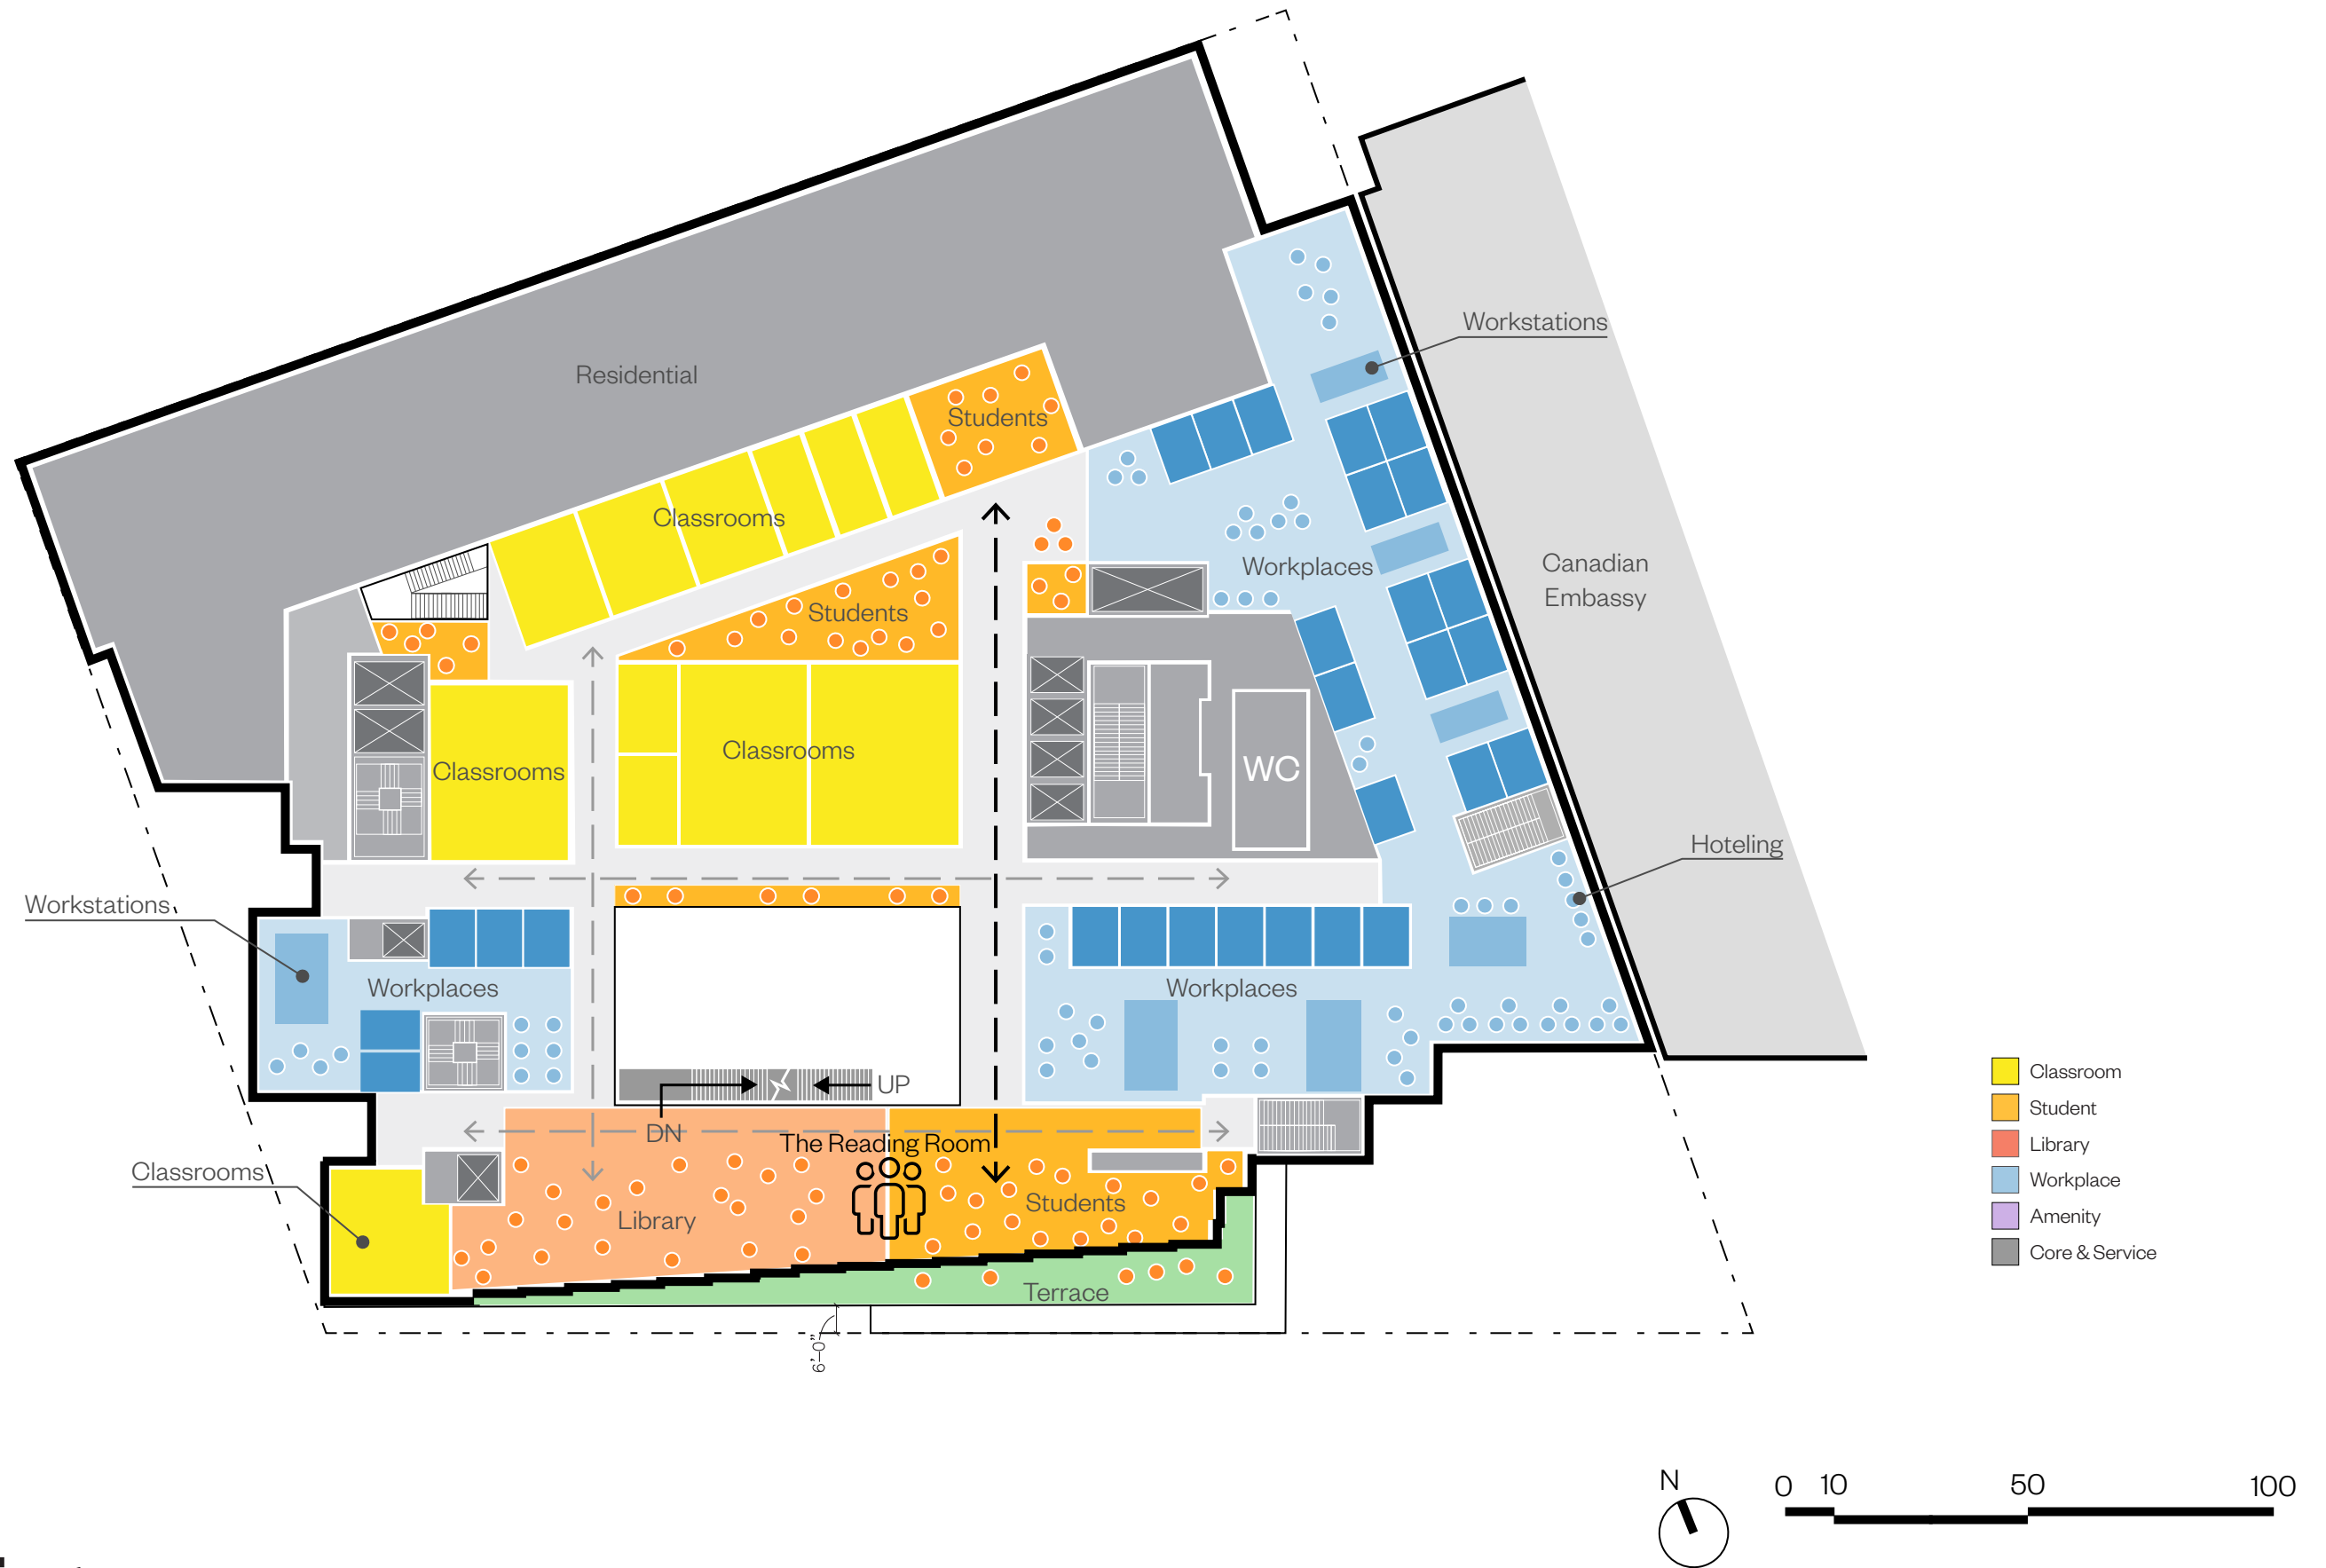 Workstations
Residential
Students
Classrooms
Canadian
Embassy
Workplaces
Students
Classrooms
Classrooms
WC
Hoteling
Workstations
Workplaces
Workplaces
UP
DN
The Reading Room
Classrooms
Students
Library
Terrace
6'-0"
Classroom
Student
Library
Workplace
Amenity
Core & Service
N
0 10 50 100